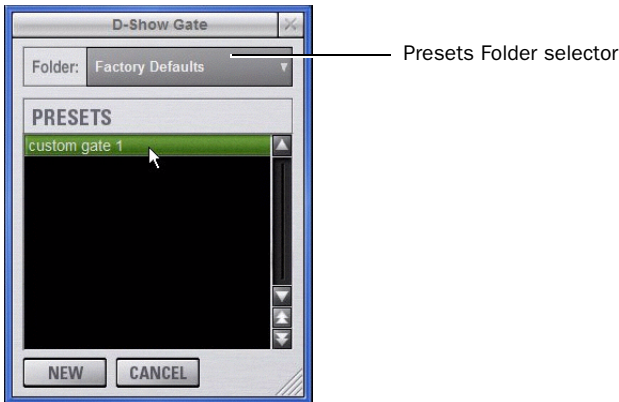 D-Show Gate
Folder: Factory Defaults
Presets Folder selector
PRESETS
custom gate 1
NEW CANCEL